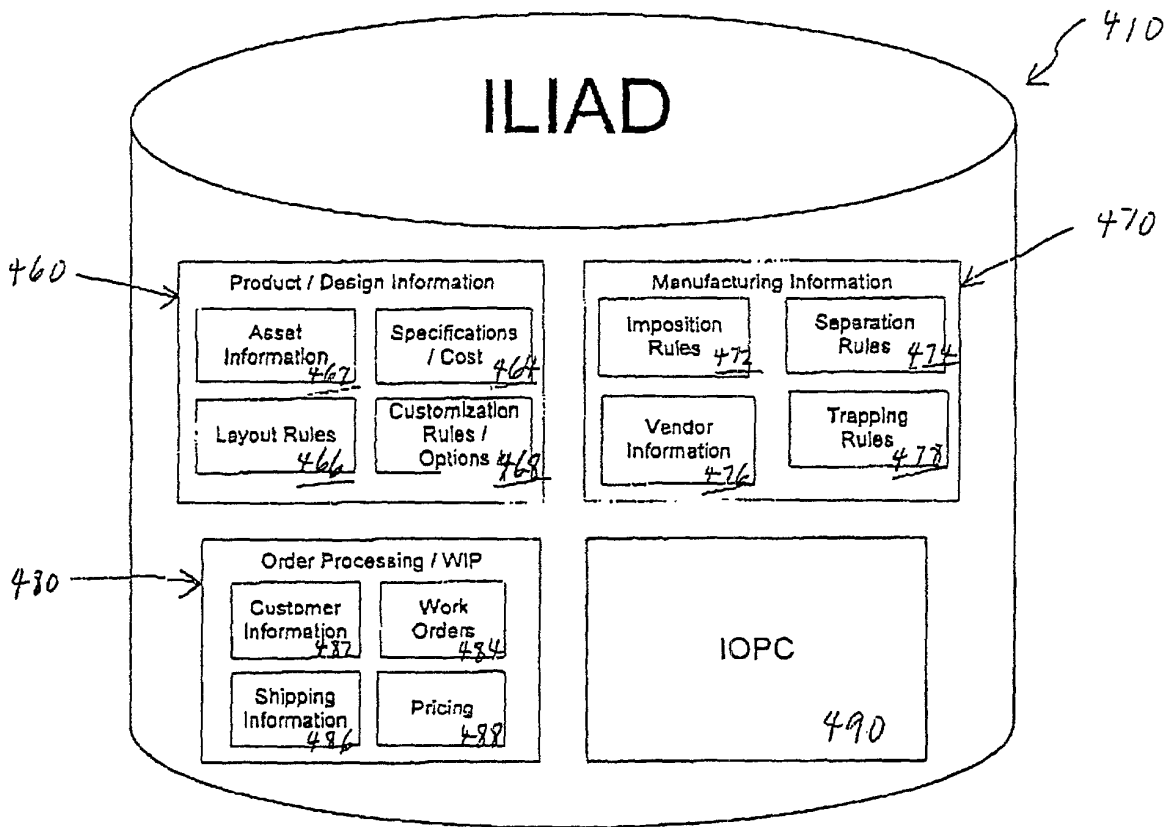 410
ILIAD
470
460
Product / Design Information
Asset
Information
462
Specifications
/ Cost
464
Layout Rules
466
Customization
Rules /
Options
468
Manufacturing Information
Imposition
Rules
472
Separation
Rules
474
Vendor
Information
476
Trapping
Rules
478
480
Order Processing / WIP
Customer
Information
482
Work
Orders
484
Shipping
Information
486
Pricing
488
IOPC
490